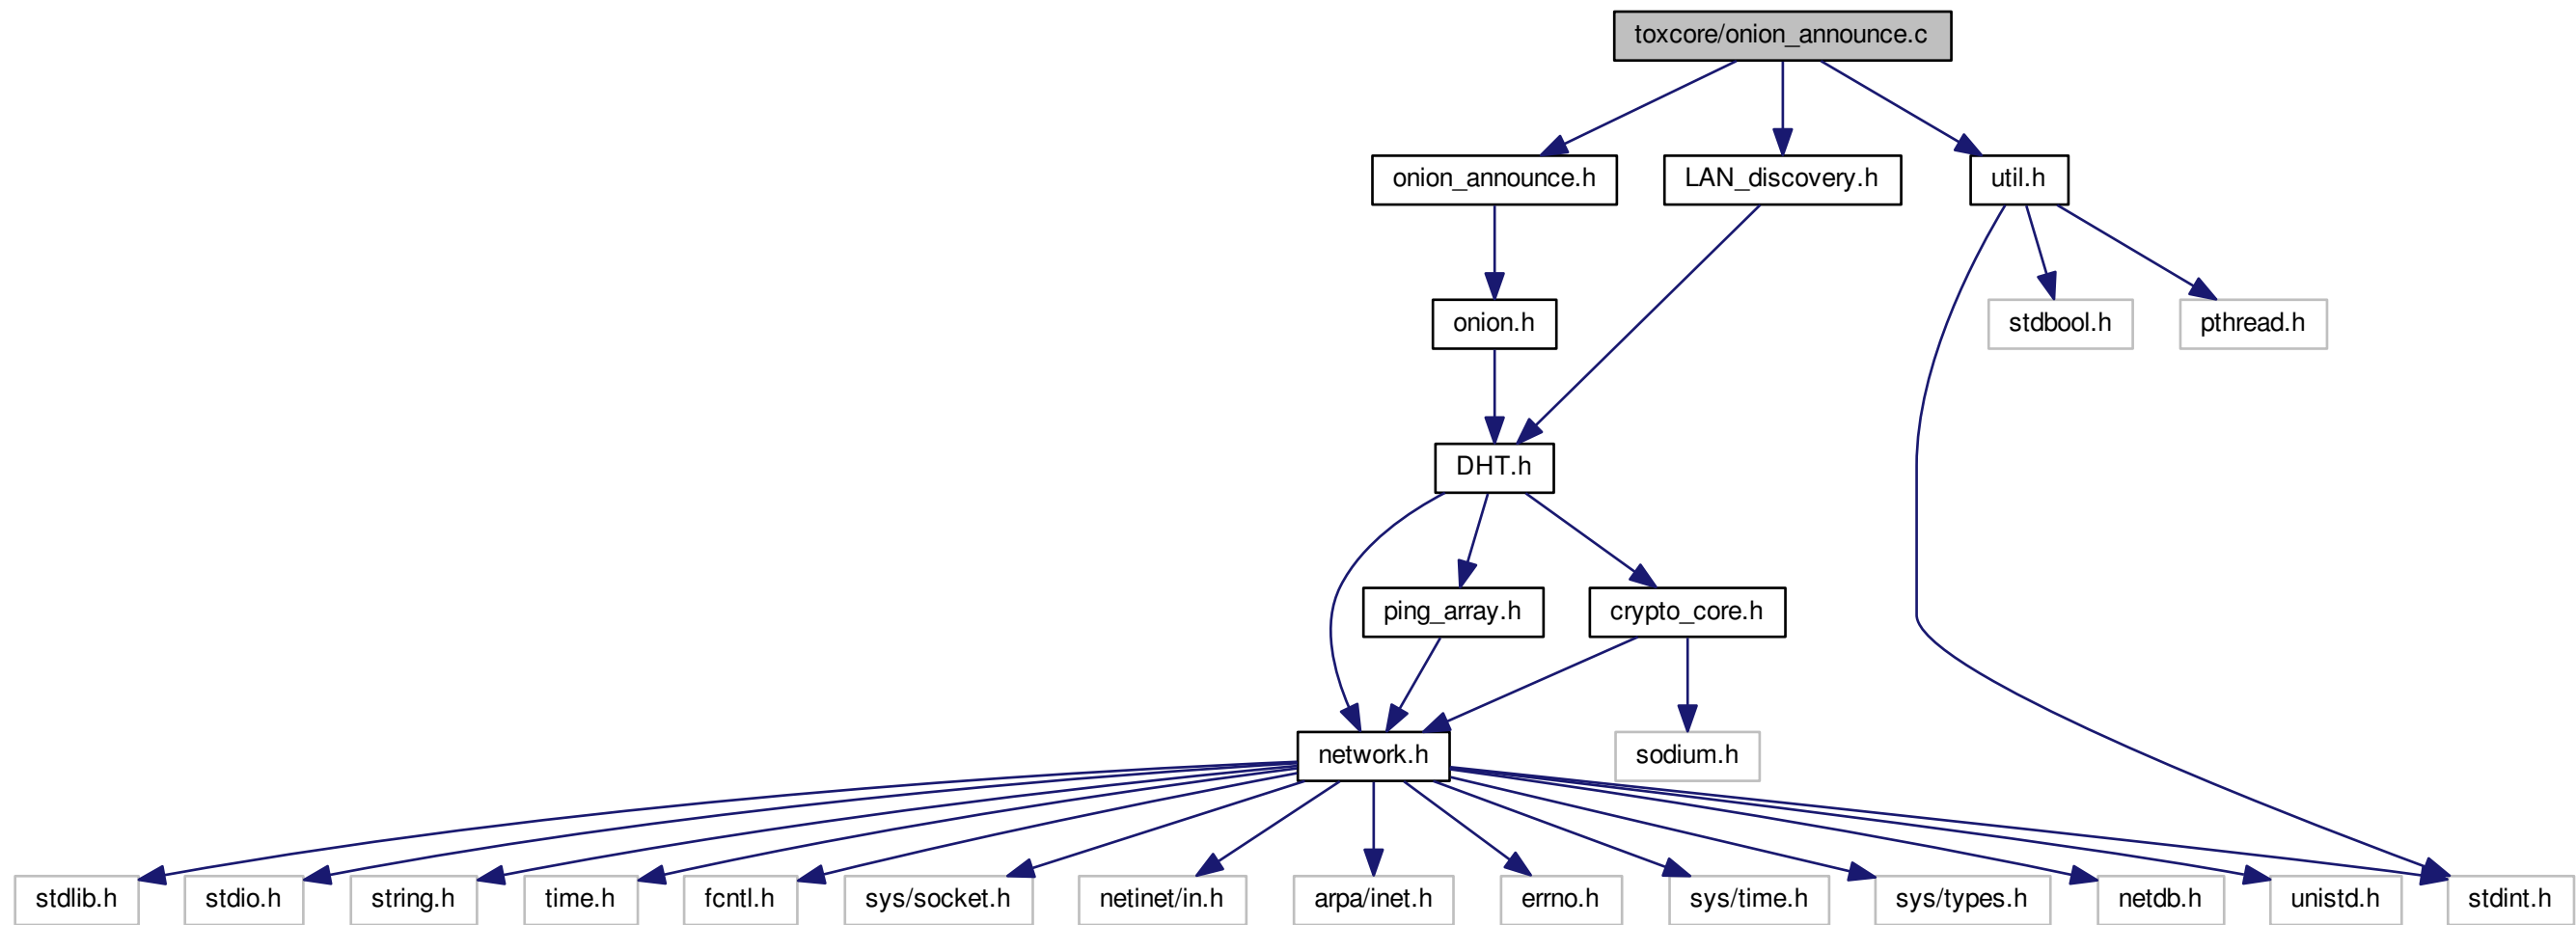 toxcore/onion_announce.c
onion_announce.h
LAN_discovery.h
util.h
onion.h
stdbool.h
pthread.h
DHT.h
ping_array.h
crypto_core.h
network.h
sodium.h
stdlib.h
stdio.h
string.h
time.h
fcntl.h
sys/socket.h
netinet/in.h
arpa/inet.h
errno.h
sys/time.h
sys/types.h
netdb.h
unistd.h
stdint.h